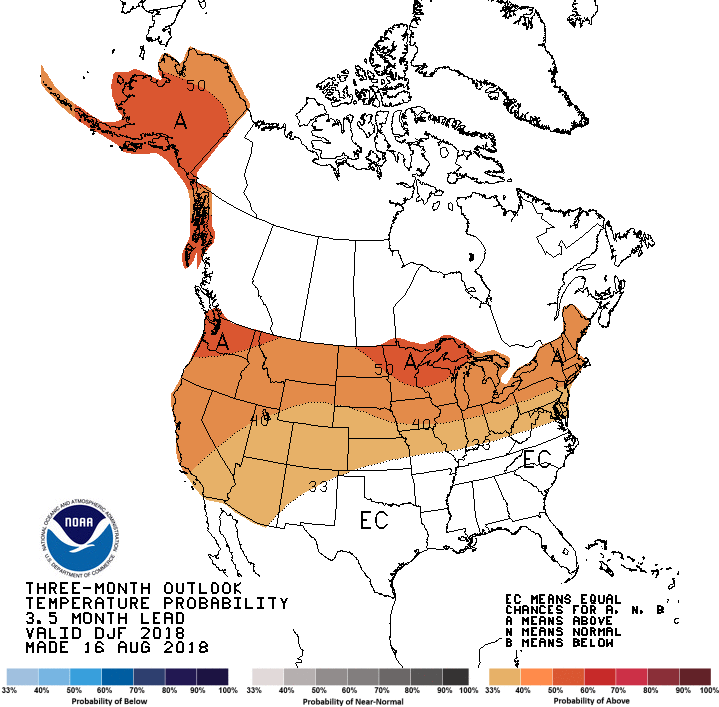 50
A
A
A
A
50
40
40
33
33
EC
EC
NATIONAL OCEANIC AND ATMOSPHERIC ADMINISTRATION
NOAA
U.S. DEPARTMENT OF COMMERCE
THREE-MONTH OUTLOOK
TEMPERATURE PROBABILITY
3.5 MONTH LEAD
VALID DJF 2018
MADE 16 AUG 2018
EC MEANS EQUAL
CHANCES FOR A, N, B
A MEANS ABOVE
N MEANS NORMAL
B MEANS BELOW
33% 40% 50% 60% 70% 80% 90% 100%
Probability of Below
33% 40% 50% 60% 70% 80% 90% 100%
Probability of Near-Normal
33% 40% 50% 60% 70% 80% 90% 100%
Probability of Above